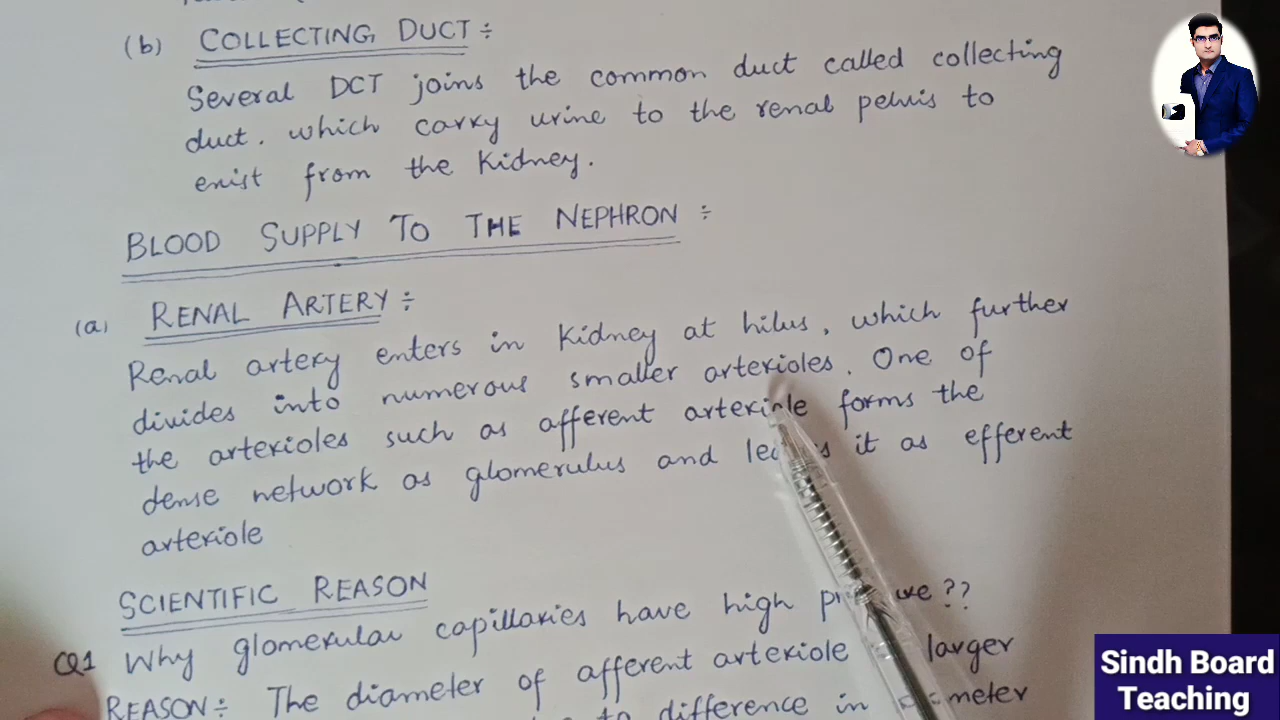 (b) COLLECTING DUCT ÷
Several DCT joins the common duct called collecting
duct. which carry urine to the renal pelvis to
exist from the kidney.
BLOOD SUPPLY TO THE NEPHRON ÷
(a) RENAL ARTERY ÷
Renal artery enters in kidney at hilus, which further
divides into numerous smaller arterioles. One of
the arterioles such as afferent arteriole forms the
dense network as glomerulus and it as efferent
arteriole
SCIENTIFIC REASON
Q1 Why glomerular capillaries have high pressure ??
REASON ÷ The diameter of afferent arteriole larger
to difference in diameter
Sindh Board
Teaching